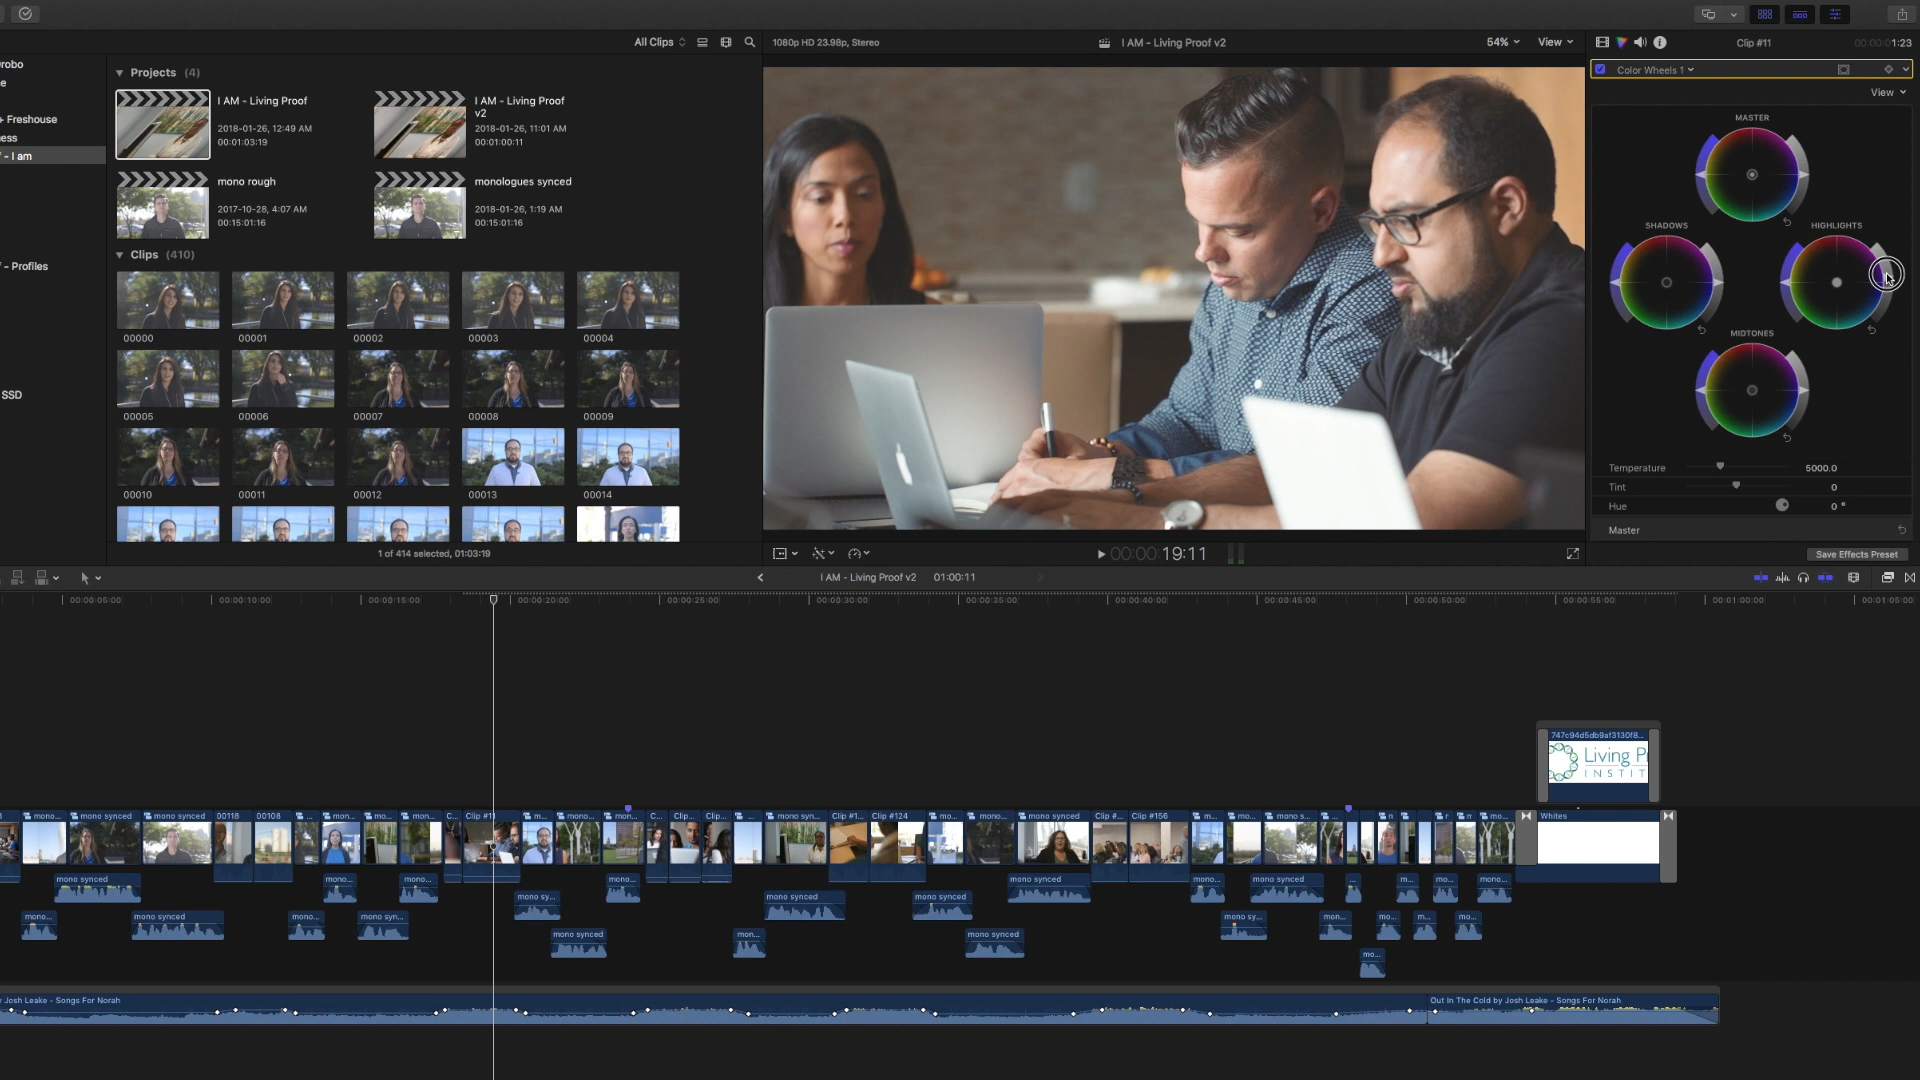 All Clips
1080p HD 23.98p, Stereo
I AM - Living Proof v2
54%
View
Clip #11
00:00:01:23
robo
e
+ Freshouse
ess
- I am
- Profiles
SSD
Projects (4)
I AM - Living Proof
2018-01-26, 12:49 AM
00:01:03:19
I AM - Living Proof
v2
2018-01-26, 11:01 AM
00:01:00:11
mono rough
2017-10-28, 4:07 AM
00:15:01:16
monologues synced
2018-01-26, 1:19 AM
00:15:01:16
Clips (410)
00000
00001
00002
00003
00004
00005
00006
00007
00008
00009
00010
00011
00012
00013
00014
1 of 414 selected, 01:03:19
00:00:19:11
Color Wheels 1
View
MASTER
SHADOWS
HIGHLIGHTS
MIDTONES
Temperature 5000.0
Tint 0
Hue 0 °
Master
Save Effects Preset
I AM - Living Proof v2 01:00:11
00:00:05:00 00:00:10:00 00:00:15:00 00:00:20:00 00:00:25:00 00:00:30:00 00:00:35:00 00:00:40:00 00:00:45:00 00:00:50:00 00:00:55:00 00:01:00:00 00:01:05:00
747c94d5db9af3130f8...
Living P
INSTIT
mono... mono synced mono synced 00118 00108 ... mon... mo... mon... C... Clip #11 m... mono... mon... C... Clip... Clip... ... mono syn... Clip #1... Clip #124 mo... mono... mono synced Clip #... Clip #156 m... mo... mono s... ... mo... Whites
mono synced mono... mono... mono... mono synced mono... mono synced ... m... mo... mono...
mono sy... mono synced mono synced
mono... mono synced mono... mono syn... mono sy... mon... mo... m... mo...
mono synced mon... mono synced
mo...
Josh Leake - Songs For Norah
Out In The Cold by Josh Leake - Songs For Norah